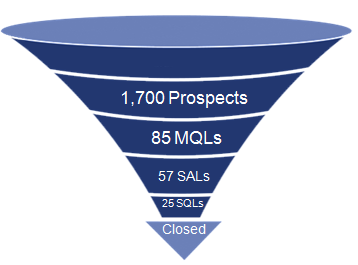 1,700 Prospects
85 MQLs
57 SALs
25 SQLs
Closed